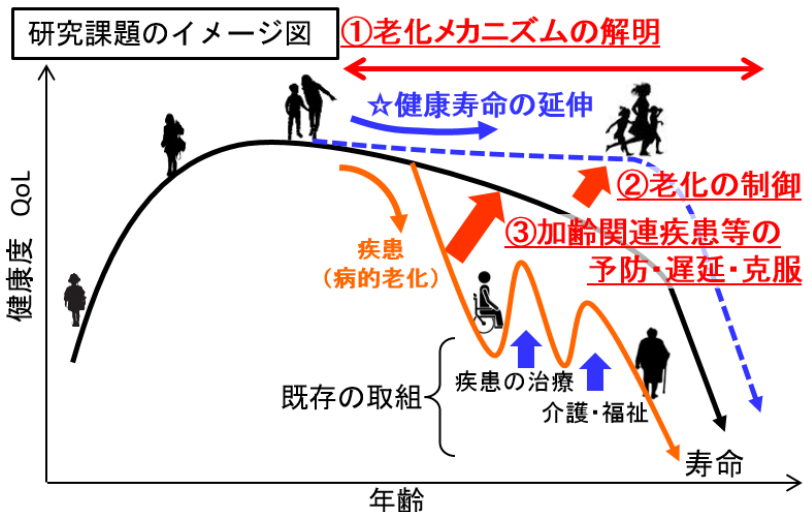 研究課題のイメージ図
①老化メカニズムの解明
☆健康寿命の延伸
②老化の制御
③加齢関連疾患等の
予防・遅延・克服
健康度 QoL
疾患
(病的老化)
既存の取組
疾患の治療
介護・福祉
寿命
年齢